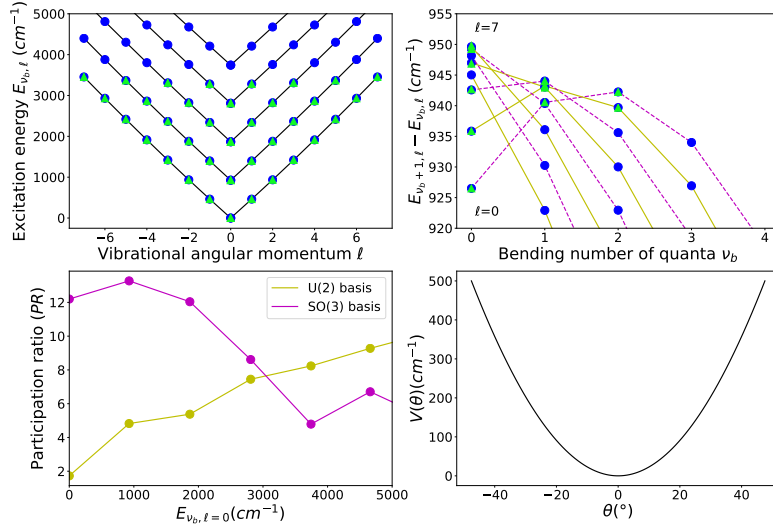 Excitation energy E_{ν_b,ℓ} (cm⁻¹)
5000
4000
3000
2000
1000
0
−6 −4 −2 0 2 4 6
Vibrational angular momentum ℓ
E_{ν_b+1,ℓ} − E_{ν_b,ℓ} (cm⁻¹)
955
950
945
940
935
930
925
920
ℓ=7
ℓ=0
0 1 2 3 4
Bending number of quanta ν_b
Participation ratio (PR)
12
10
8
6
4
2
U(2) basis
SO(3) basis
0 1000 2000 3000 4000 5000
E_{ν_b,ℓ=0}(cm⁻¹)
V(θ)(cm⁻¹)
500
400
300
200
100
0
−40 −20 0 20 40
θ(°)